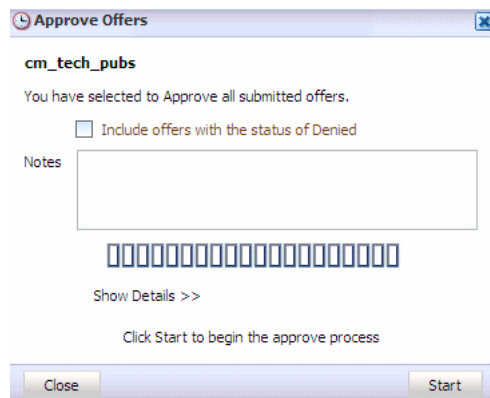 Approve Offers
cm_tech_pubs
You have selected to Approve all submitted offers.
Include offers with the status of Denied
Notes
Show Details >>
Click Start to begin the approve process
Close
Start